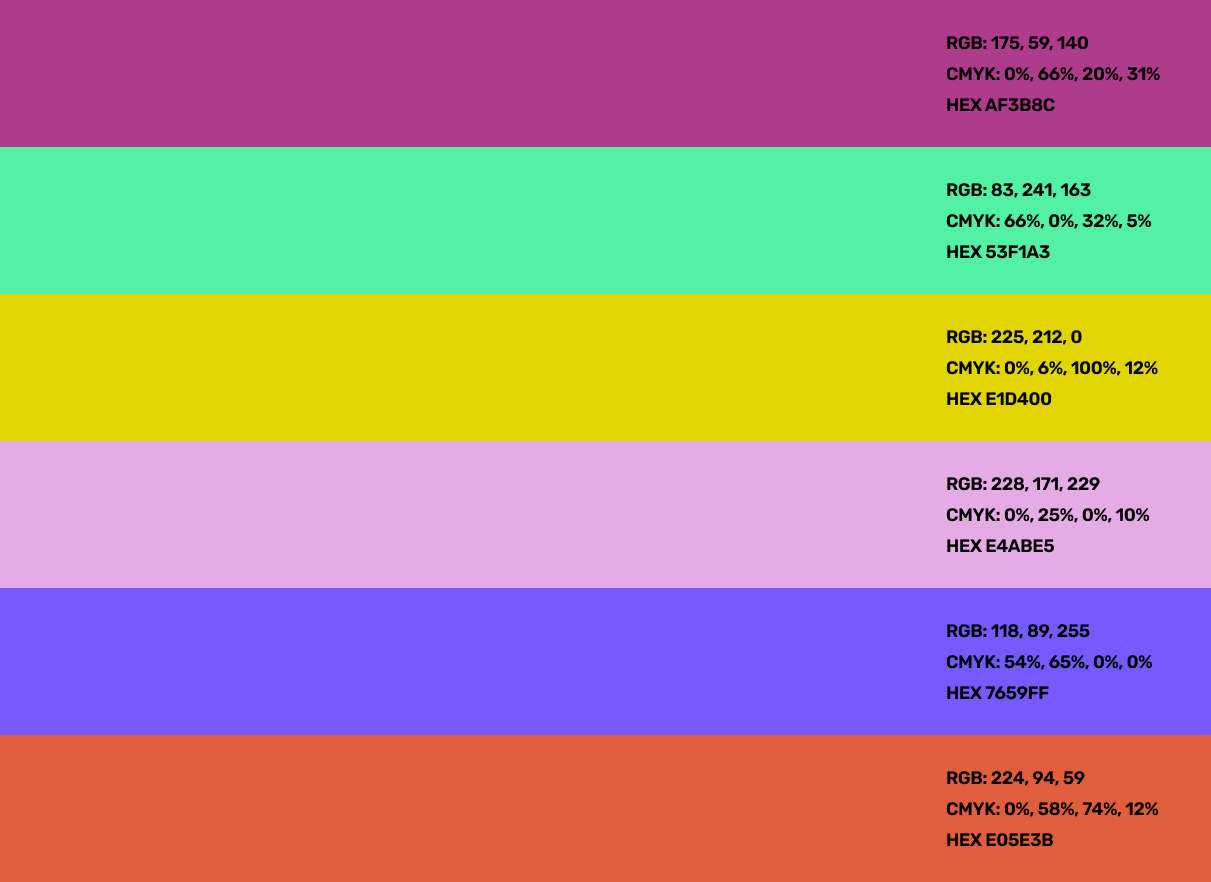 RGB: 175, 59, 140
CMYK: 0%, 66%, 20%, 31%
HEX AF3B8C
RGB: 83, 241, 163
CMYK: 66%, 0%, 32%, 5%
HEX 53F1A3
RGB: 225, 212, 0
CMYK: 0%, 6%, 100%, 12%
HEX E1D400
RGB: 228, 171, 229
CMYK: 0%, 25%, 0%, 10%
HEX E4ABE5
RGB: 118, 89, 255
CMYK: 54%, 65%, 0%, 0%
HEX 7659FF
RGB: 224, 94, 59
CMYK: 0%, 58%, 74%, 12%
HEX E05E3B